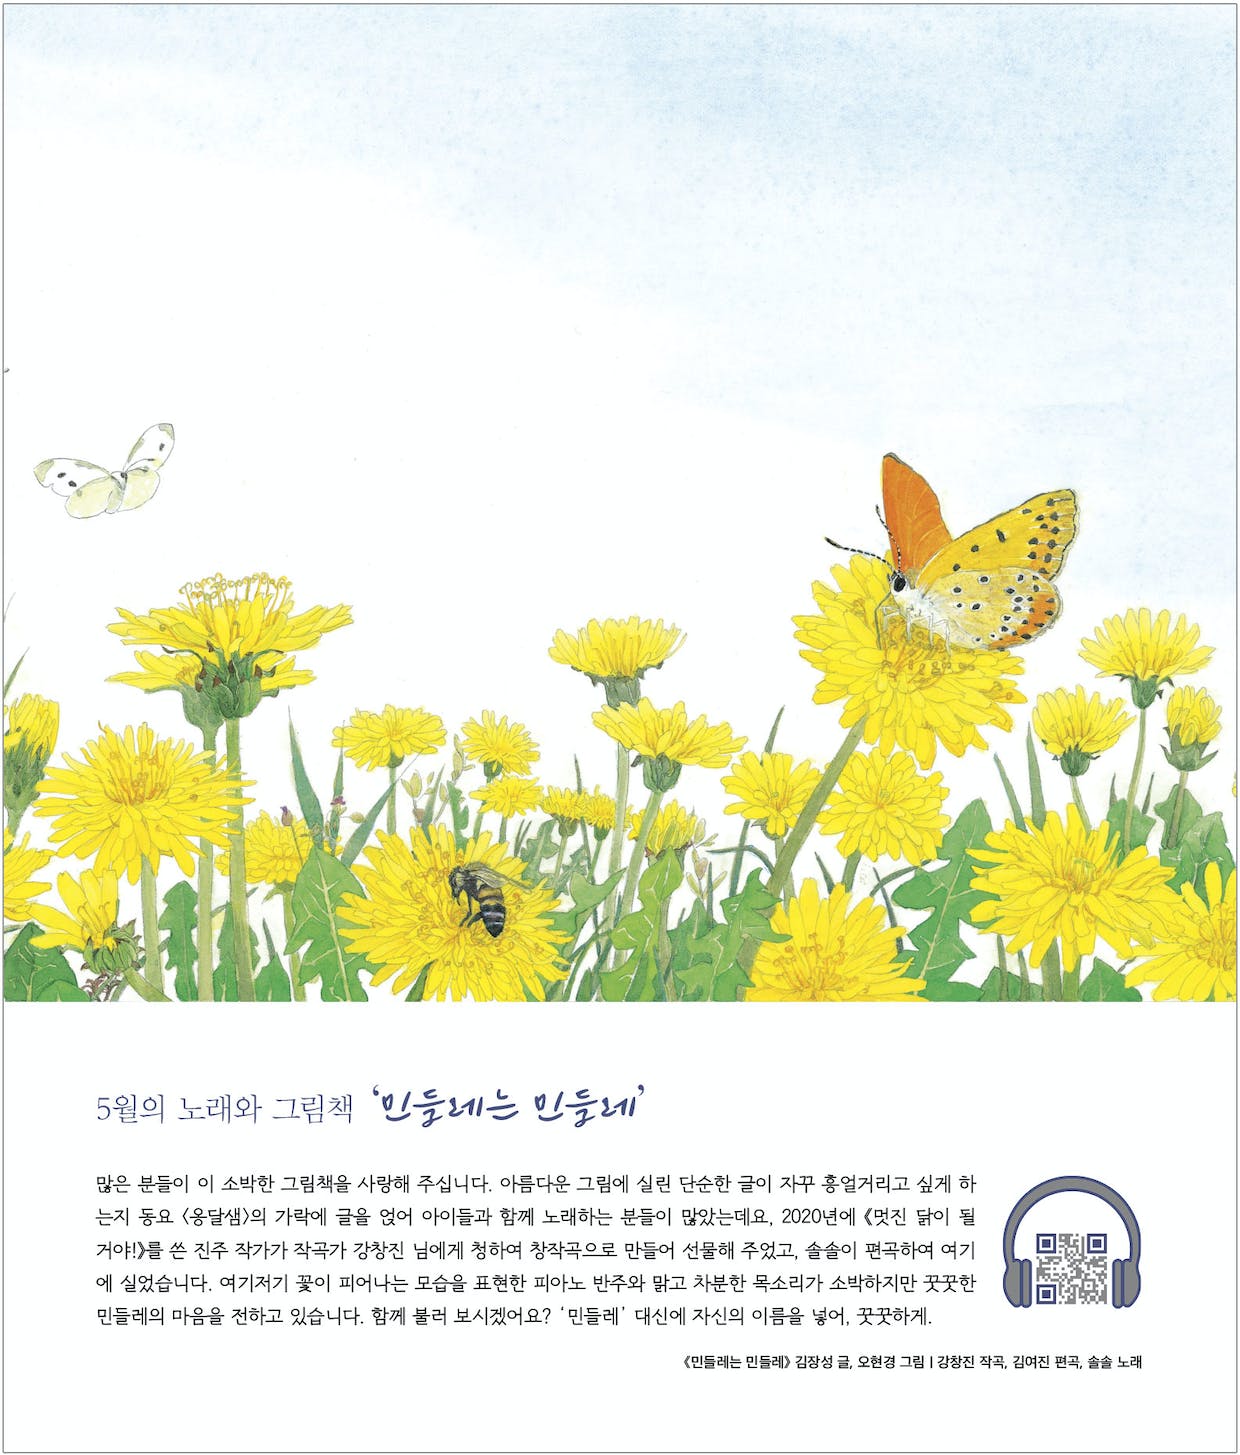 5월의 노래와 그림책 ‘민들레는 민들레’
많은 분들이 이 소박한 그림책을 사랑해 주십니다. 아름다운 그림에 실린 단순한 글이 자꾸 흥얼거리고 싶게 하
는지 동요 〈옹달샘〉의 가락에 글을 얹어 아이들과 함께 노래하는 분들이 많았는데요, 2020년에 《멋진 닭이 될
거야!》를 쓴 진주 작가가 작곡가 강창진 님에게 청하여 창작곡으로 만들어 선물해 주었고, 솔솔이 편곡하여 여기
에 실었습니다. 여기저기 꽃이 피어나는 모습을 표현한 피아노 반주와 맑고 차분한 목소리가 소박하지만 꿋꿋한
민들레의 마음을 전하고 있습니다. 함께 불러 보시겠어요? ‘민들레’ 대신에 자신의 이름을 넣어, 꿋꿋하게.
《민들레는 민들레》 김장성 글, 오현경 그림 | 강창진 작곡, 김여진 편곡, 솔솔 노래